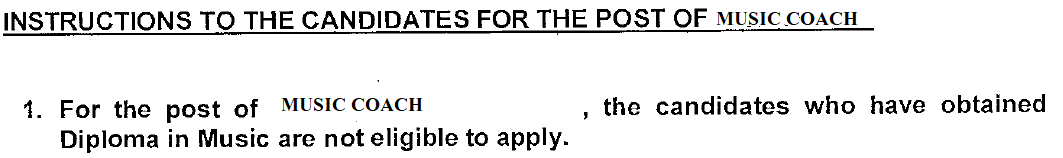 INSTRUCTIONS TO THE CANDIDATES FOR THE POST OF MUSIC COACH
1. For the post of MUSIC COACH , the candidates who have obtained
Diploma in Music are not eligible to apply.